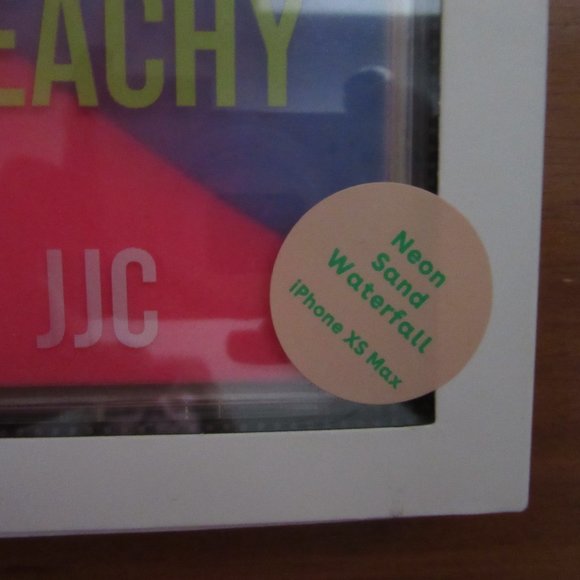 EACHY
JJC
Neon
Sand
Waterfall
iPhone XS Max